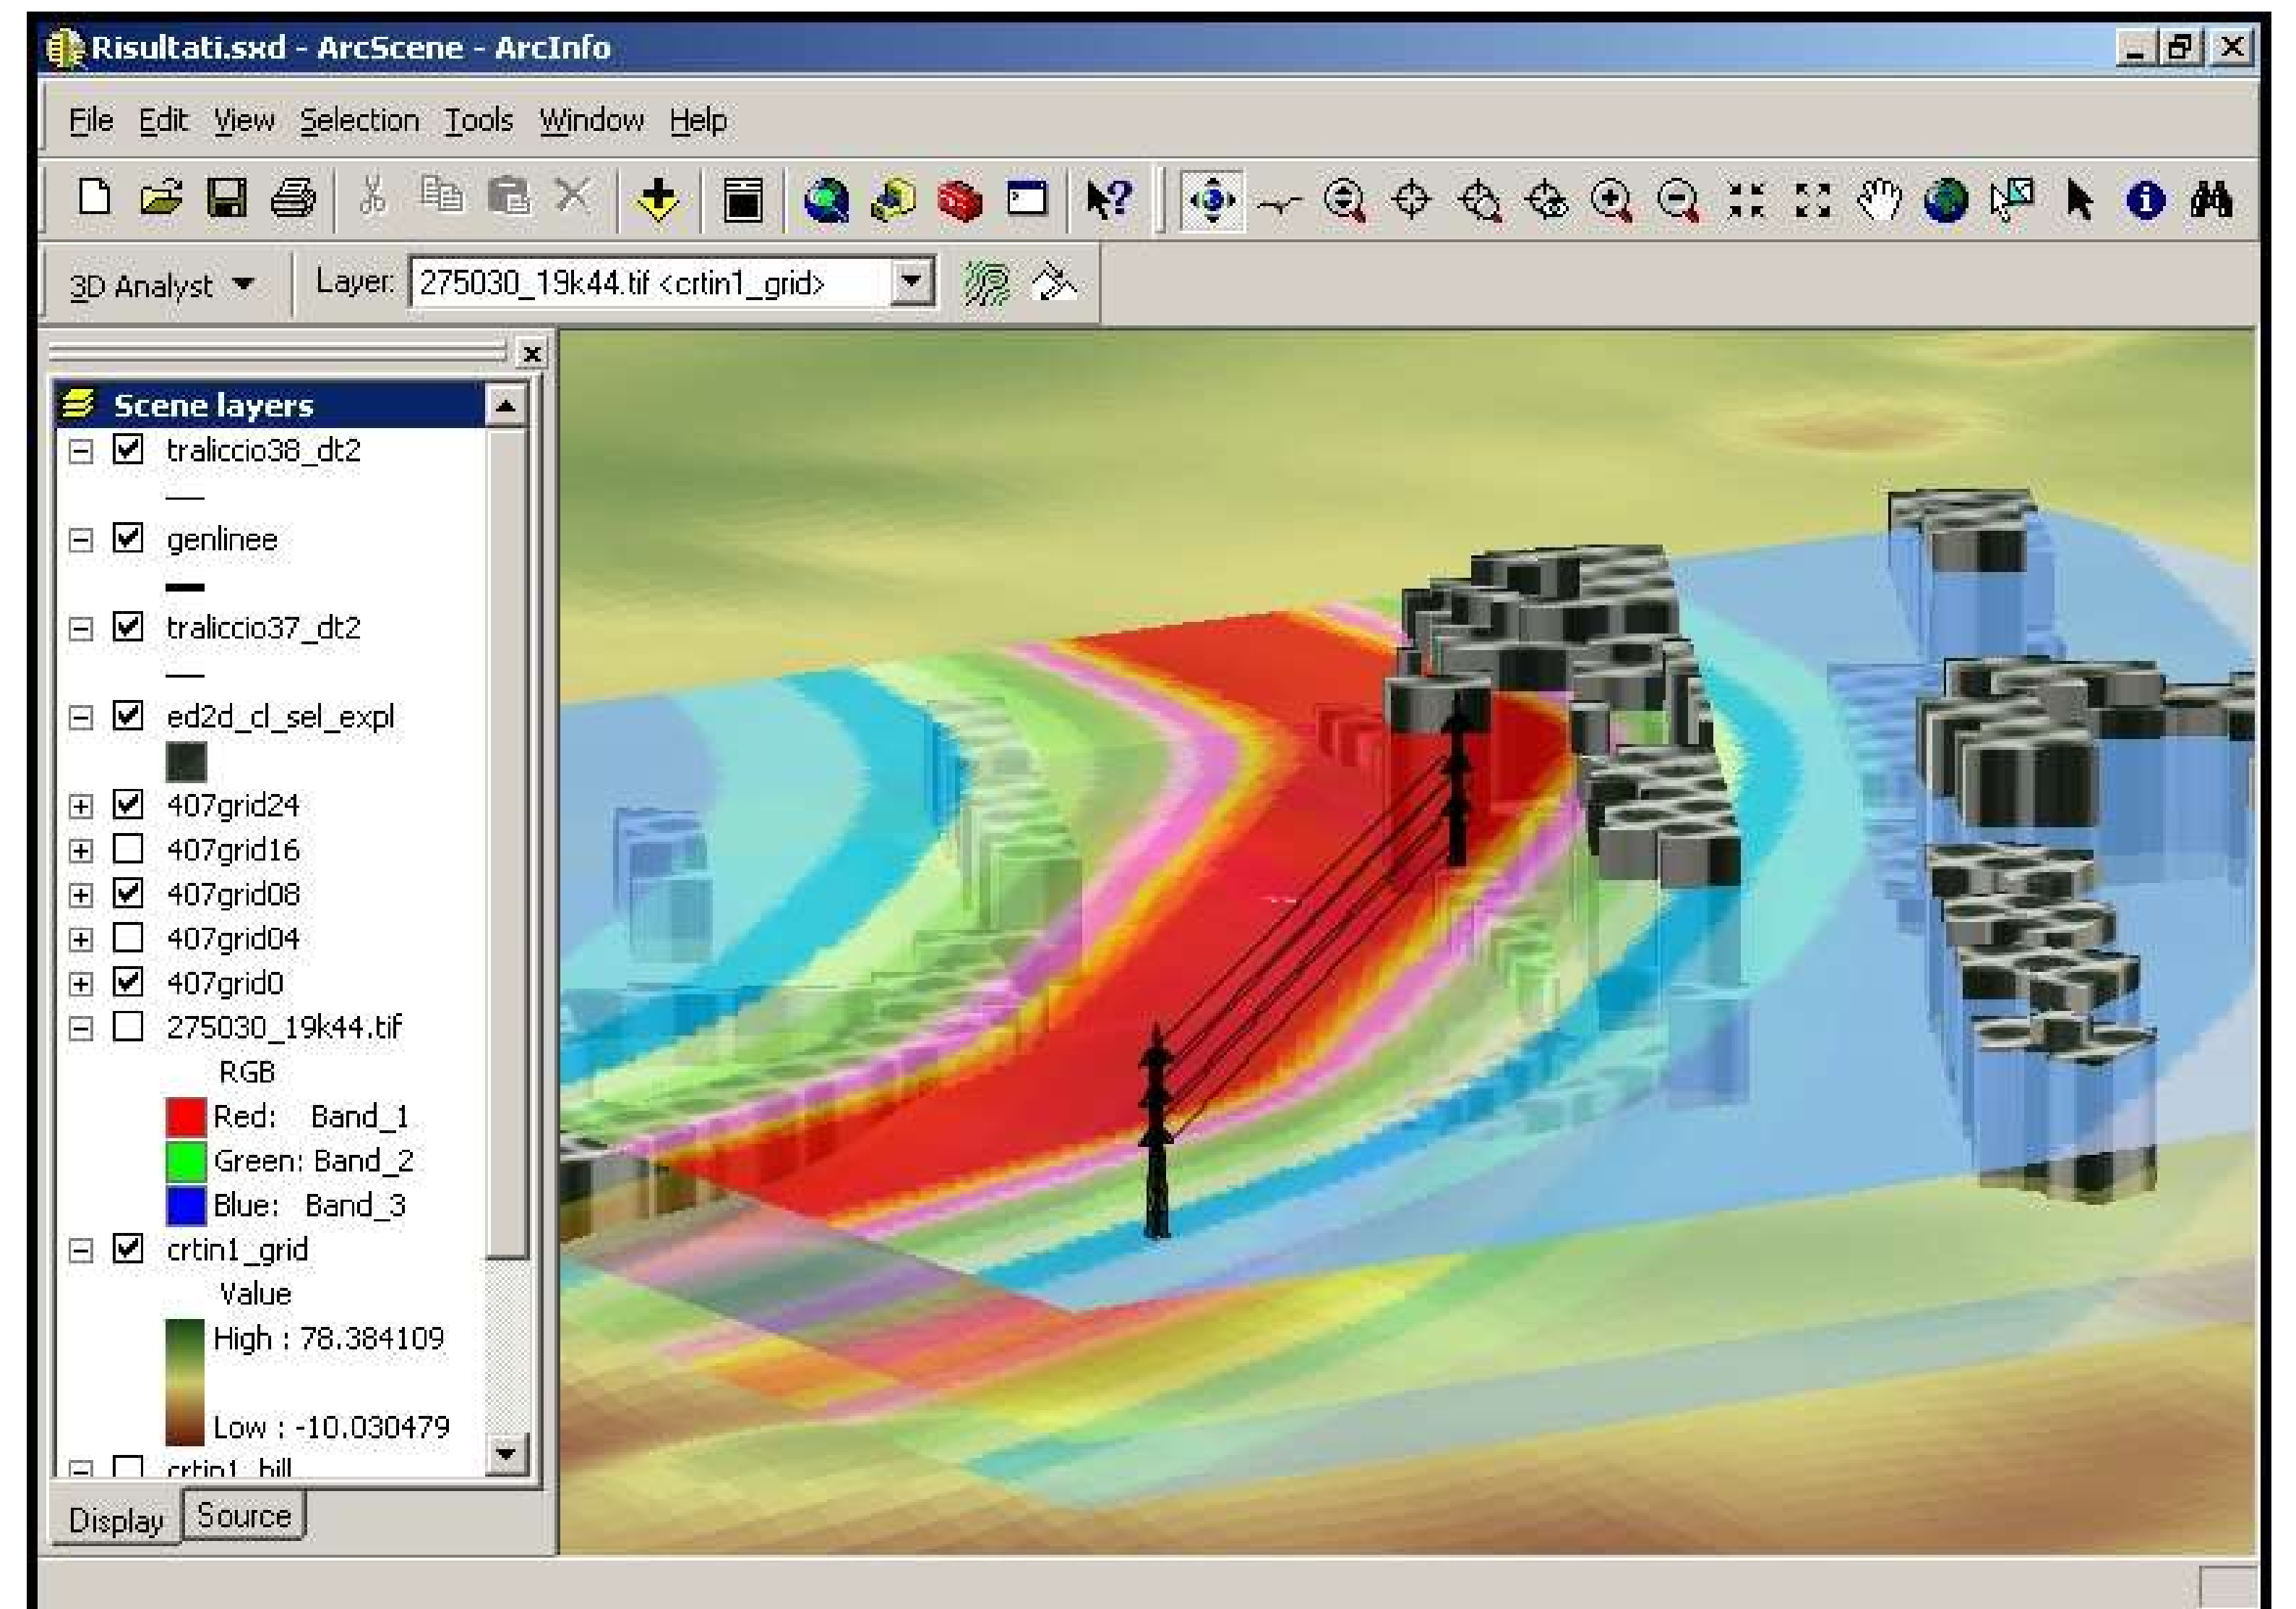 Risultati.sxd - ArcScene - ArcInfo
File Edit View Selection Tools Window Help
3D Analyst Layer: 275030_19k44.tif <crtin1_grid>
Scene layers
traliccio38_dt2
genlinee
traliccio37_dt2
ed2d_cl_sel_expl
407grid24
407grid16
407grid08
407grid04
407grid0
275030_19k44.tif
RGB
Red: Band_1
Green: Band_2
Blue: Band_3
crtin1_grid
Value
High : 78.384109
Low : -10.030479
crtin1_hill
Display Source